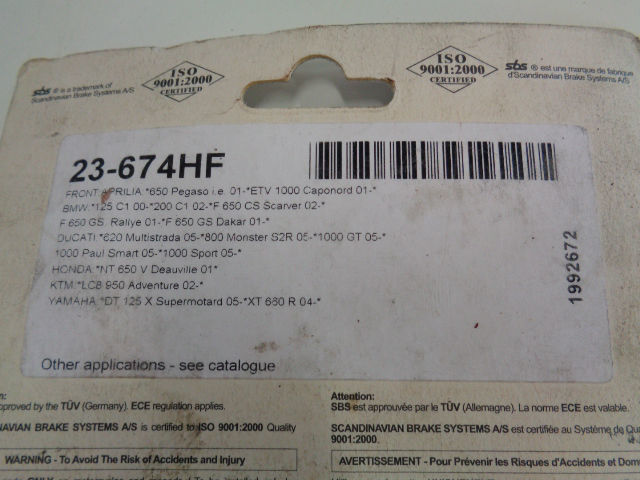 sbs ® is a trademark of
Scandinavian Brake Systems A/S
ISO
9001:2000
CERTIFIED
ISO
9001:2000
CERTIFIED
sbs ® est une marque de fabrique
d'Scandinavian Brake Systems A/S
23-674HF
FRONT APRILIA *650 Pegaso i.e. 01-*ETV 1000 Caponord 01-*
BMW *125 C1 00-*200 C1 02-*F 650 CS Scarver 02-*
F 650 GS. Rallye 01-*F 650 GS Dakar 01-*
DUCATI *620 Multistrada 05-*800 Monster S2R 05-*1000 GT 05-*
1000 Paul Smart 05-*1000 Sport 05-*
HONDA *NT 650 V Deauville 01*
KTM *LC8 950 Adventure 02-*
YAMAHA *DT 125 X Supermotard 05-*XT 660 R 04-*
1992672
Other applications - see catalogue
n:
pproved by the TÜV (Germany). ECE regulation applies.
NAVIAN BRAKE SYSTEMS A/S is certified to ISO 9001:2000 Quality
WARNING - To Avoid The Risk of Accidents and Injury
Attention:
SBS est approuvée par le TÜV (Allemagne). La norme ECE est valable.
SCANDINAVIAN BRAKE SYSTEMS A/S est certifiée au Système de Qua
9001:2000.
AVERTISSEMENT - Pour Prévenir les Risques d'Accidents et Dom